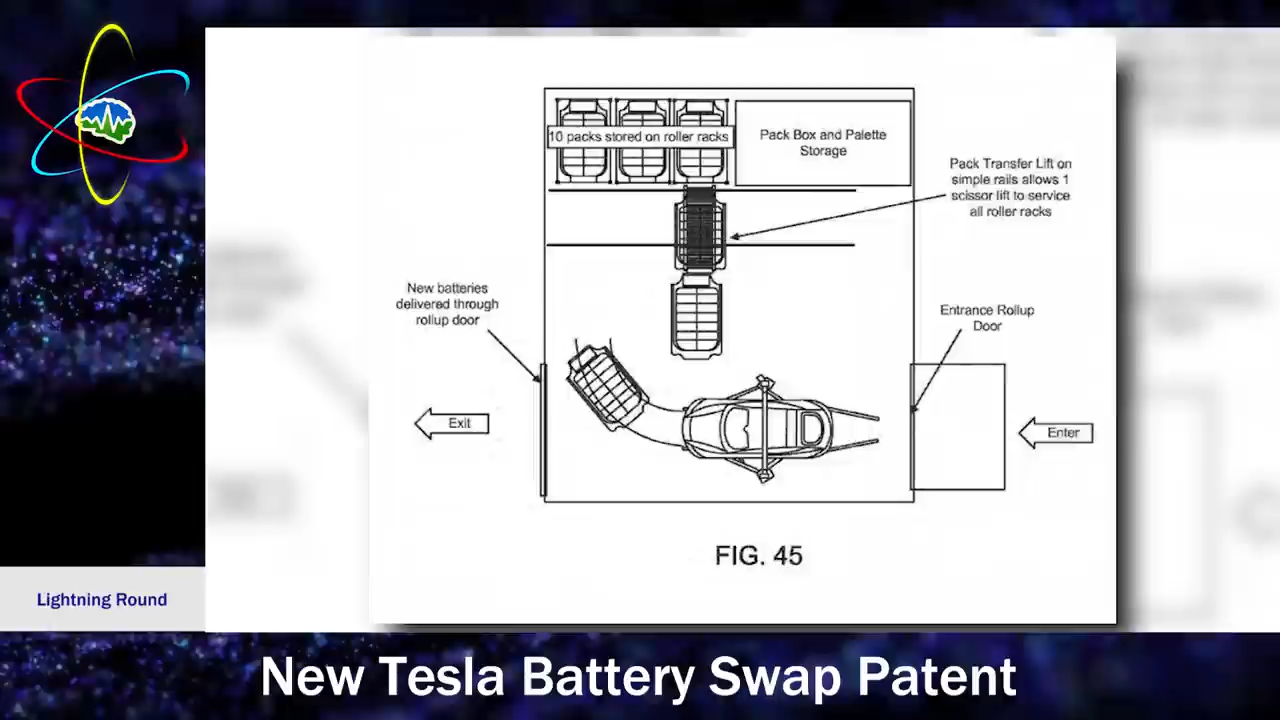 10 packs stored on roller racks
Pack Box and Palette
Storage
Pack Transfer Lift on
simple rails allows 1
scissor lift to service
all roller racks
New batteries
delivered through
rollup door
Entrance Rollup
Door
Exit
Enter
FIG. 45
Lightning Round
New Tesla Battery Swap Patent